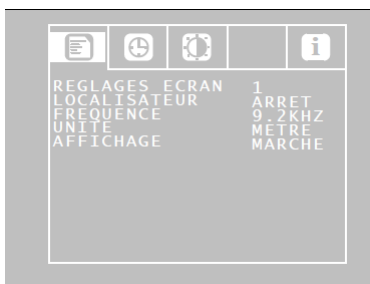 i
REGLAGES ECRAN 1
LOCALISATEUR ARRET
FREQUENCE 9.2KHZ
UNITE METRE
AFFICHAGE MARCHE